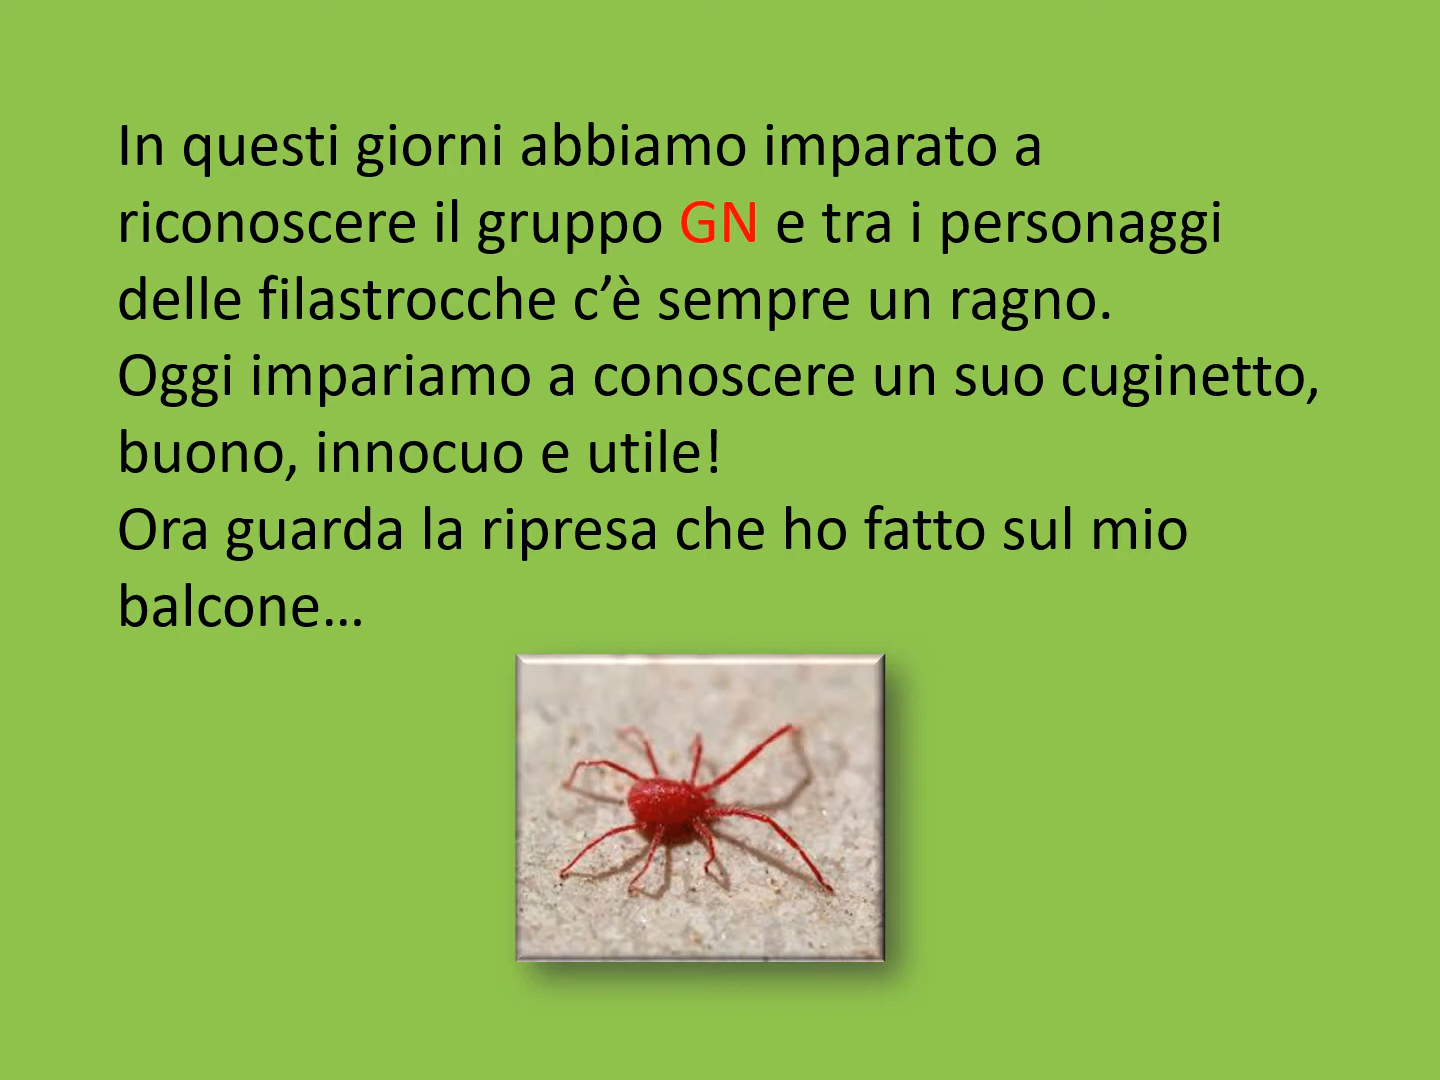 In questi giorni abbiamo imparato a
riconoscere il gruppo GN e tra i personaggi
delle filastrocche c’è sempre un ragno.
Oggi impariamo a conoscere un suo cuginetto,
buono, innocuo e utile!
Ora guarda la ripresa che ho fatto sul mio
balcone…